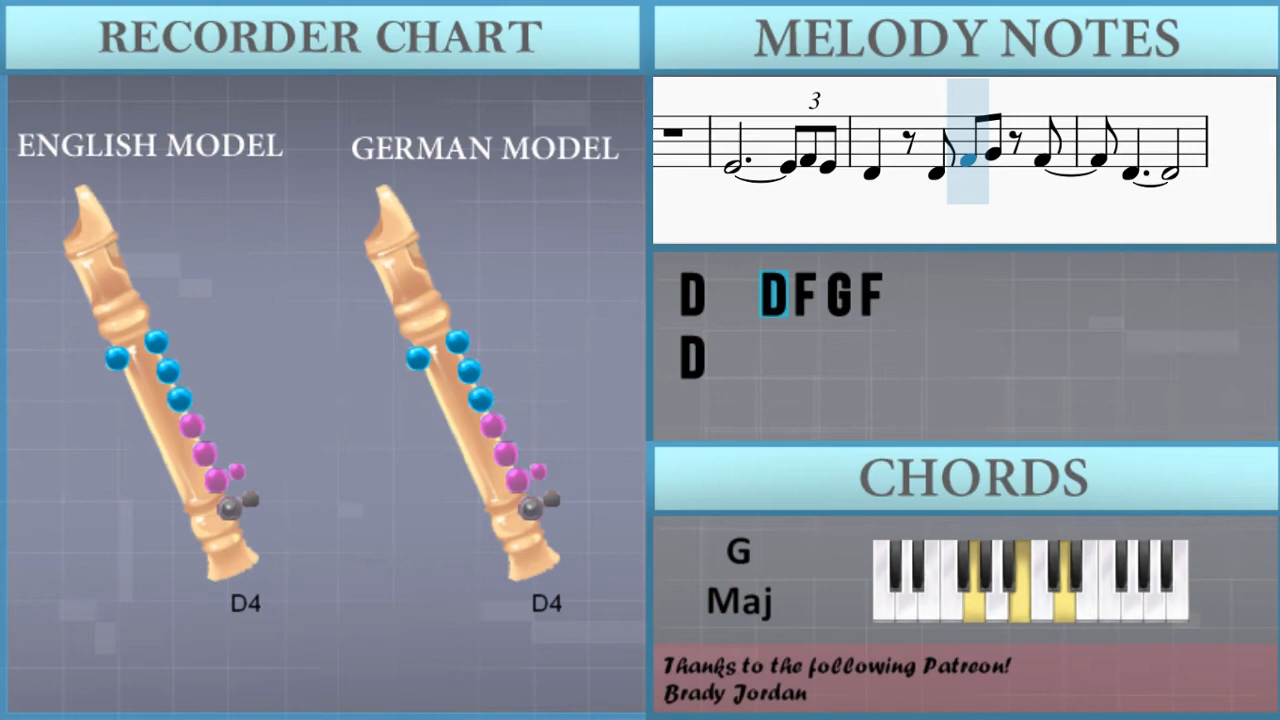 RECORDER CHART
ENGLISH MODEL
GERMAN MODEL
D4
D4
MELODY NOTES
3
D D F G F
D
CHORDS
G
Maj
Thanks to the following Patreon!
Brady Jordan